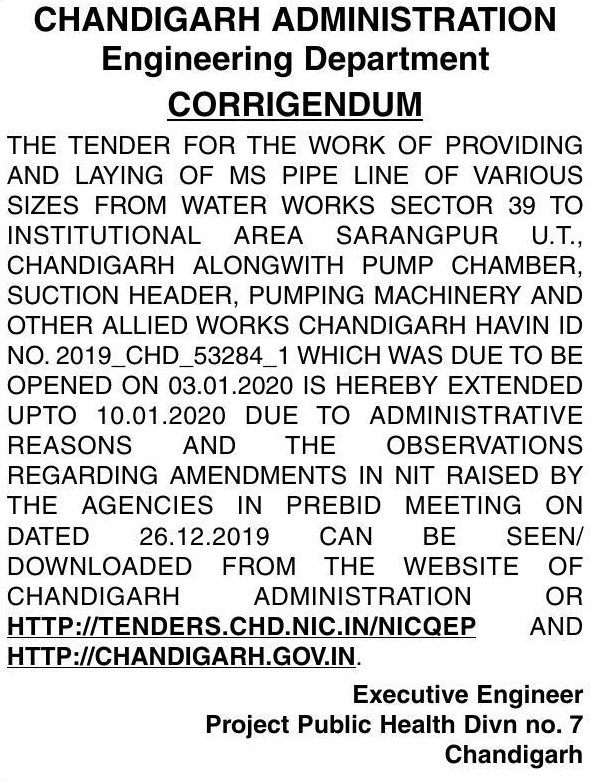 CHANDIGARH ADMINISTRATION
Engineering Department
CORRIGENDUM
THE TENDER FOR THE WORK OF PROVIDING
AND LAYING OF MS PIPE LINE OF VARIOUS
SIZES FROM WATER WORKS SECTOR 39 TO
INSTITUTIONAL AREA SARANGPUR U.T.,
CHANDIGARH ALONGWITH PUMP CHAMBER,
SUCTION HEADER, PUMPING MACHINERY AND
OTHER ALLIED WORKS CHANDIGARH HAVIN ID
NO. 2019_CHD_53284_1 WHICH WAS DUE TO BE
OPENED ON 03.01.2020 IS HEREBY EXTENDED
UPTO 10.01.2020 DUE TO ADMINISTRATIVE
REASONS AND THE OBSERVATIONS
REGARDING AMENDMENTS IN NIT RAISED BY
THE AGENCIES IN PREBID MEETING ON
DATED 26.12.2019 CAN BE SEEN/
DOWNLOADED FROM THE WEBSITE OF
CHANDIGARH ADMINISTRATION OR
HTTP://TENDERS.CHD.NIC.IN/NICQEP AND
HTTP://CHANDIGARH.GOV.IN.
Executive Engineer
Project Public Health Divn no. 7
Chandigarh